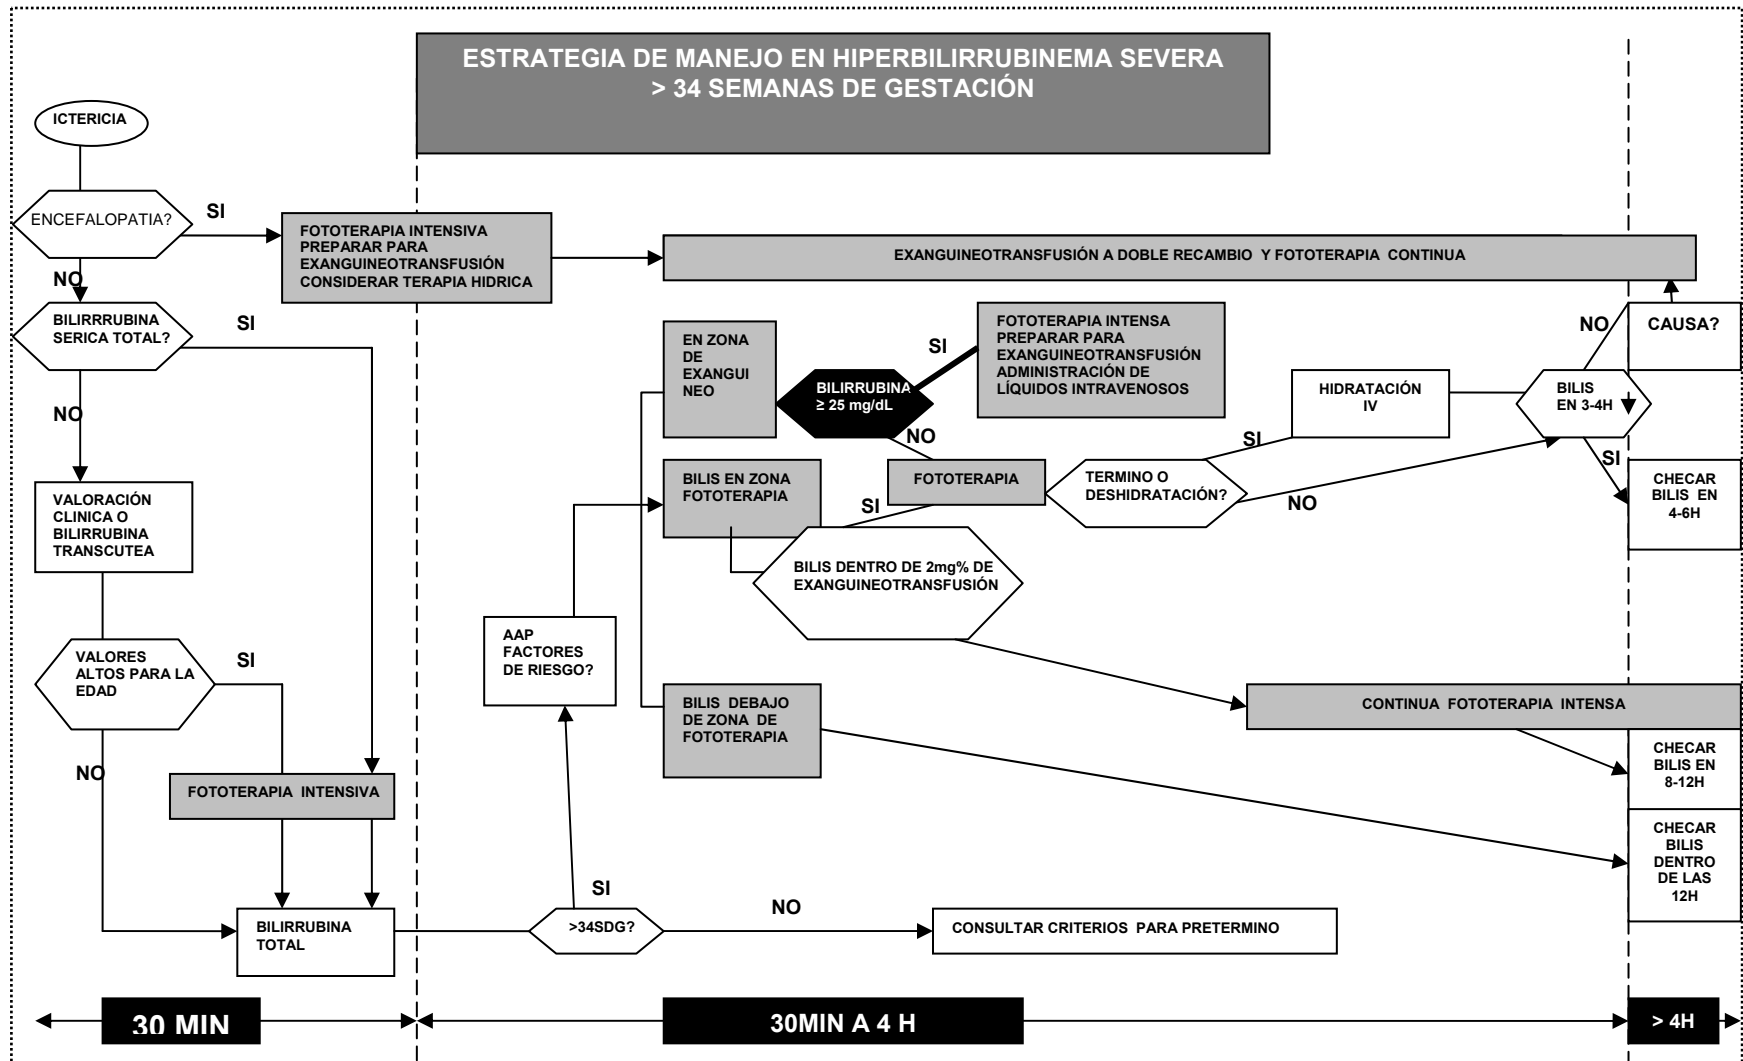 ESTRATEGIA DE MANEJO EN HIPERBILIRRUBINEMA SEVERA
> 34 SEMANAS DE GESTACIÓN
ICTERICIA
ENCEFALOPATIA?
SI
FOTOTERAPIA INTENSIVA
PREPARAR PARA
EXANGUINEOTRANSFUSIÓN
CONSIDERAR TERAPIA HIDRICA
EXANGUINEOTRANSFUSIÓN A DOBLE RECAMBIO Y FOTOTERAPIA CONTINUA
NO
BILIRRRUBINA
SERICA TOTAL?
SI
NO
VALORACIÓN
CLINICA O
BILIRRUBINA
TRANSCUTEA
VALORES
ALTOS PARA LA
EDAD
SI
NO
FOTOTERAPIA INTENSIVA
BILIRRUBINA
TOTAL
>34SDG?
SI
NO
CONSULTAR CRITERIOS PARA PRETERMINO
AAP
FACTORES
DE RIESGO?
EN ZONA
DE
EXANGUI
NEO
BILIRRUBINA
≥ 25 mg/dL
SI
FOTOTERAPIA INTENSA
PREPARAR PARA
EXANGUINEOTRANSFUSIÓN
ADMINISTRACIÓN DE
LÍQUIDOS INTRAVENOSOS
NO
BILIS EN ZONA
FOTOTERAPIA
FOTOTERAPIA
SI
BILIS DENTRO DE 2mg% DE
EXANGUINEOTRANSFUSIÓN
TERMINO O
DESHIDRATACIÓN?
SI
NO
HIDRATACIÓN
IV
BILIS
EN 3-4H
NO
CAUSA?
SI
CHECAR
BILIS EN
4-6H
BILIS DEBAJO
DE ZONA DE
FOTOTERAPIA
CONTINUA FOTOTERAPIA INTENSA
CHECAR
BILIS EN
8-12H
CHECAR
BILIS
DENTRO
DE LAS
12H
30 MIN
30MIN A 4 H
> 4H